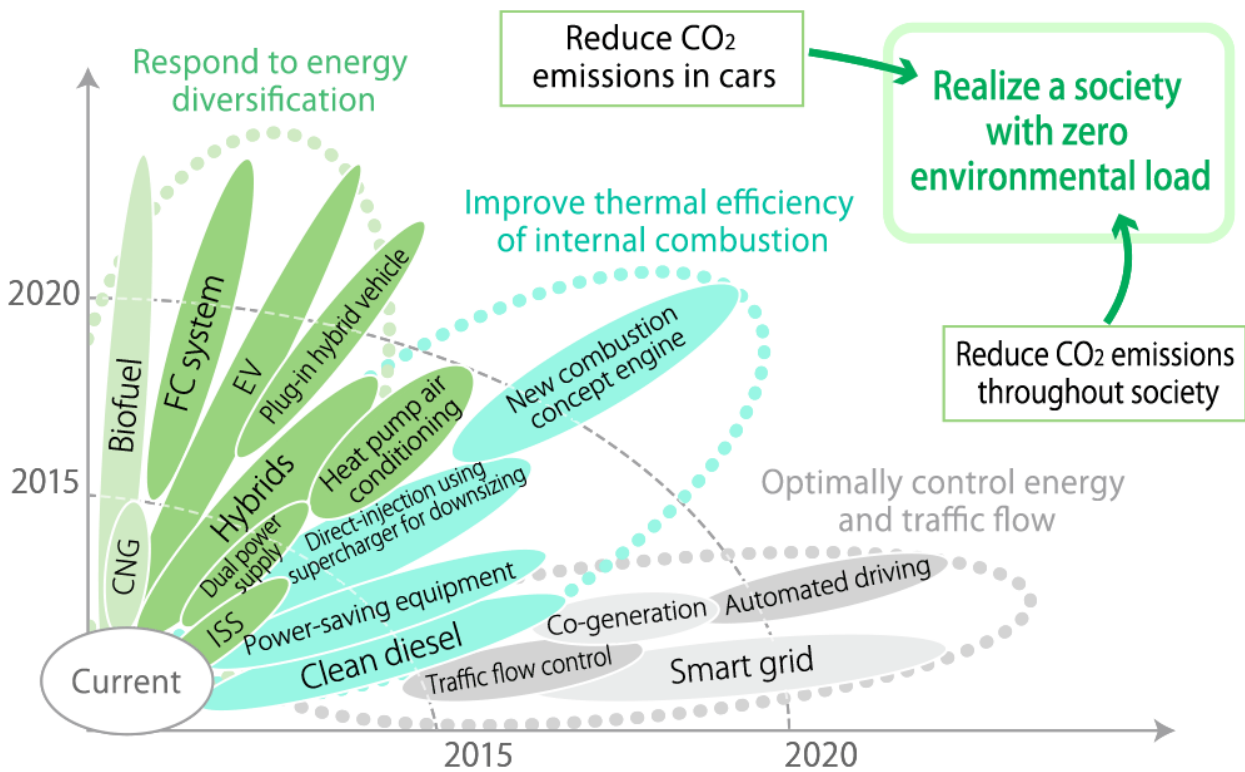 Reduce CO2
emissions in cars
Realize a society
with zero
environmental load
Reduce CO2 emissions
throughout society
Respond to energy
diversification
Improve thermal efficiency
of internal combustion
Optimally control energy
and traffic flow
2020
2015
Biofuel
CNG
FC system
EV
Plug-in hybrid vehicle
Hybrids
Heat pump air
conditioning
Dual power
supply
ISS
New combustion
concept engine
Direct-injection using
supercharger for downsizing
Power-saving equipment
Clean diesel
Co-generation
Automated driving
Traffic flow control
Smart grid
Current
2015
2020